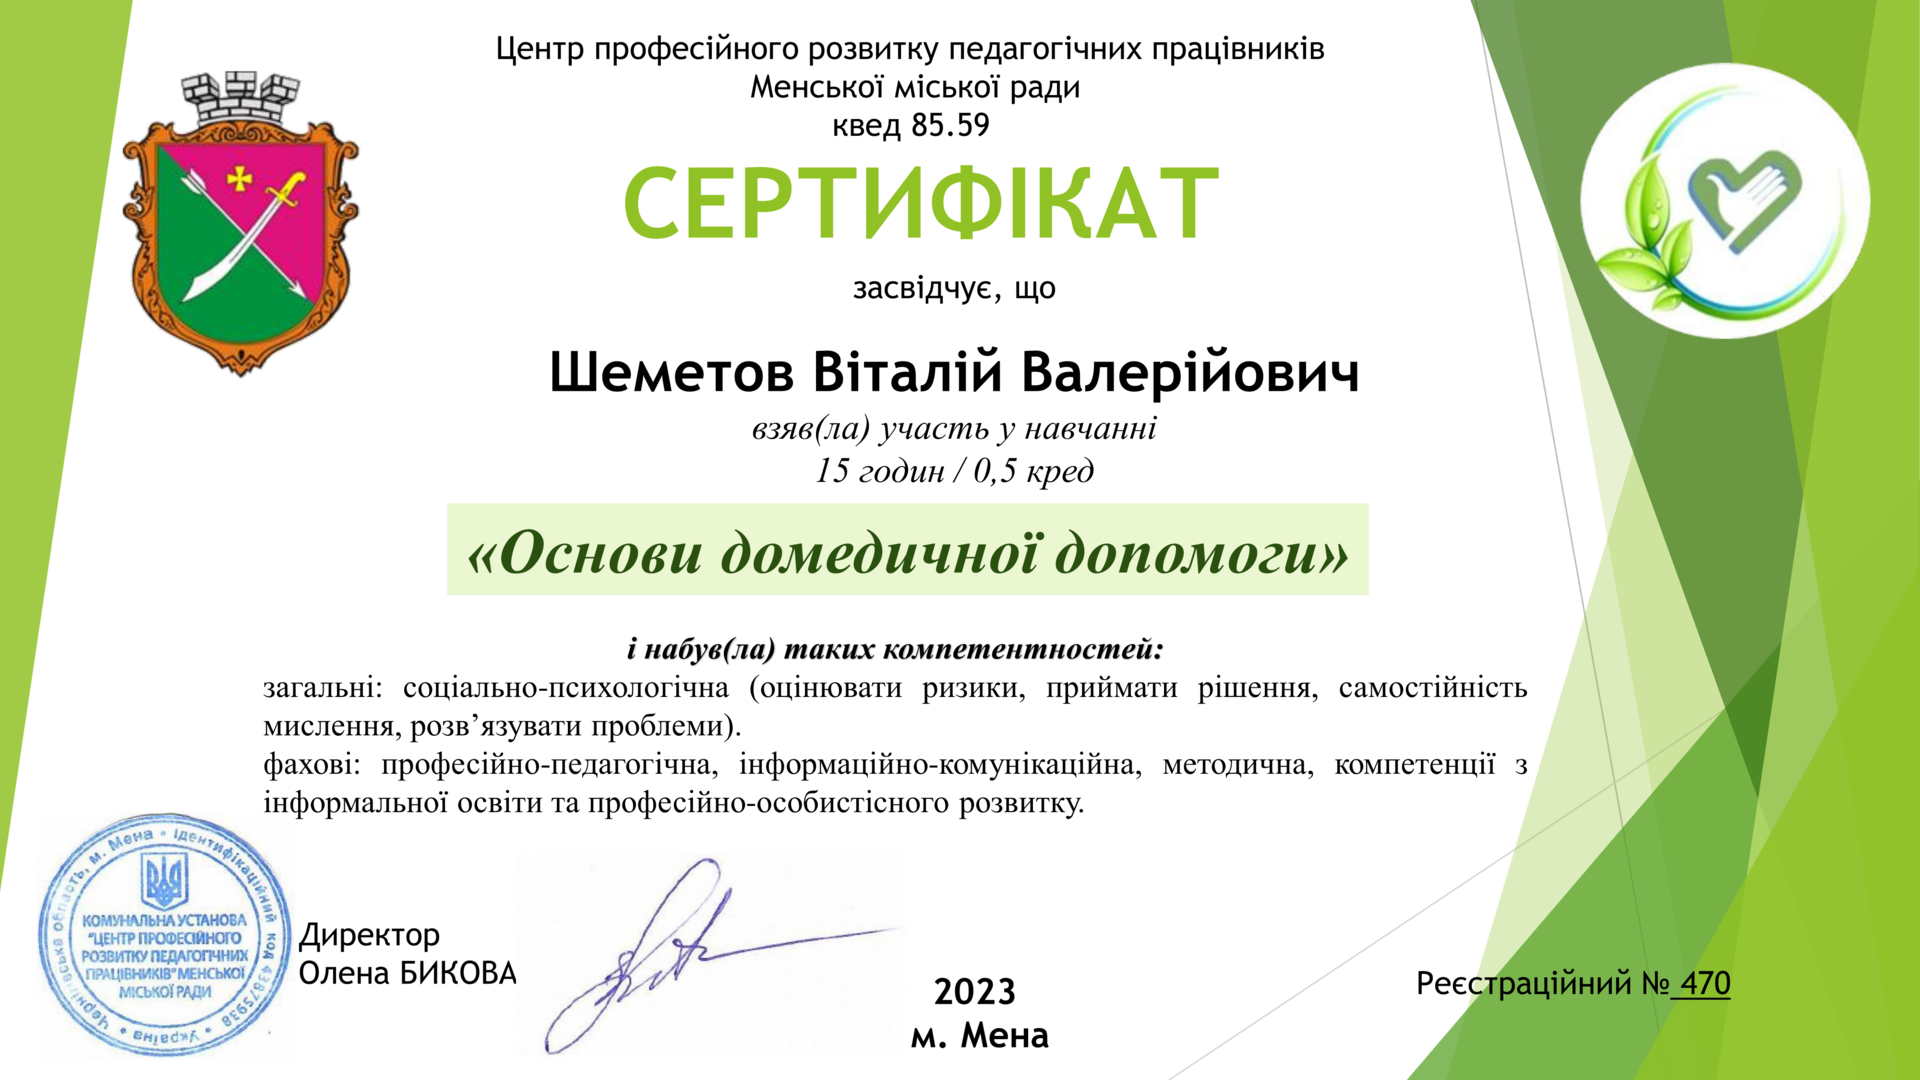 Центр професійного розвитку педагогічних працівників
Менської міської ради
квед 85.59
СЕРТИФІКАТ
засвідчує, що
Шеметов Віталій Валерійович
взяв(ла) участь у навчанні
15 годин / 0,5 кред
«Основи домедичної допомоги»
і набув(ла) таких компетентностей:
загальні: соціально-психологічна (оцінювати ризики, приймати рішення, самостійність
мислення, розв’язувати проблеми).
фахові: професійно-педагогічна, інформаційно-комунікаційна, методична, компетенції з
інформальної освіти та професійно-особистісного розвитку.
Україна * Чернігівська область, м. Мена * Ідентифікаційний код 43875938 *
КОМУНАЛЬНА УСТАНОВА
"ЦЕНТР ПРОФЕСІЙНОГО
РОЗВИТКУ ПЕДАГОГІЧНИХ
ПРАЦІВНИКІВ" МЕНСЬКОЇ
МІСЬКОЇ РАДИ
Директор
Олена БИКОВА
2023
м. Мена
Реєстраційний № 470